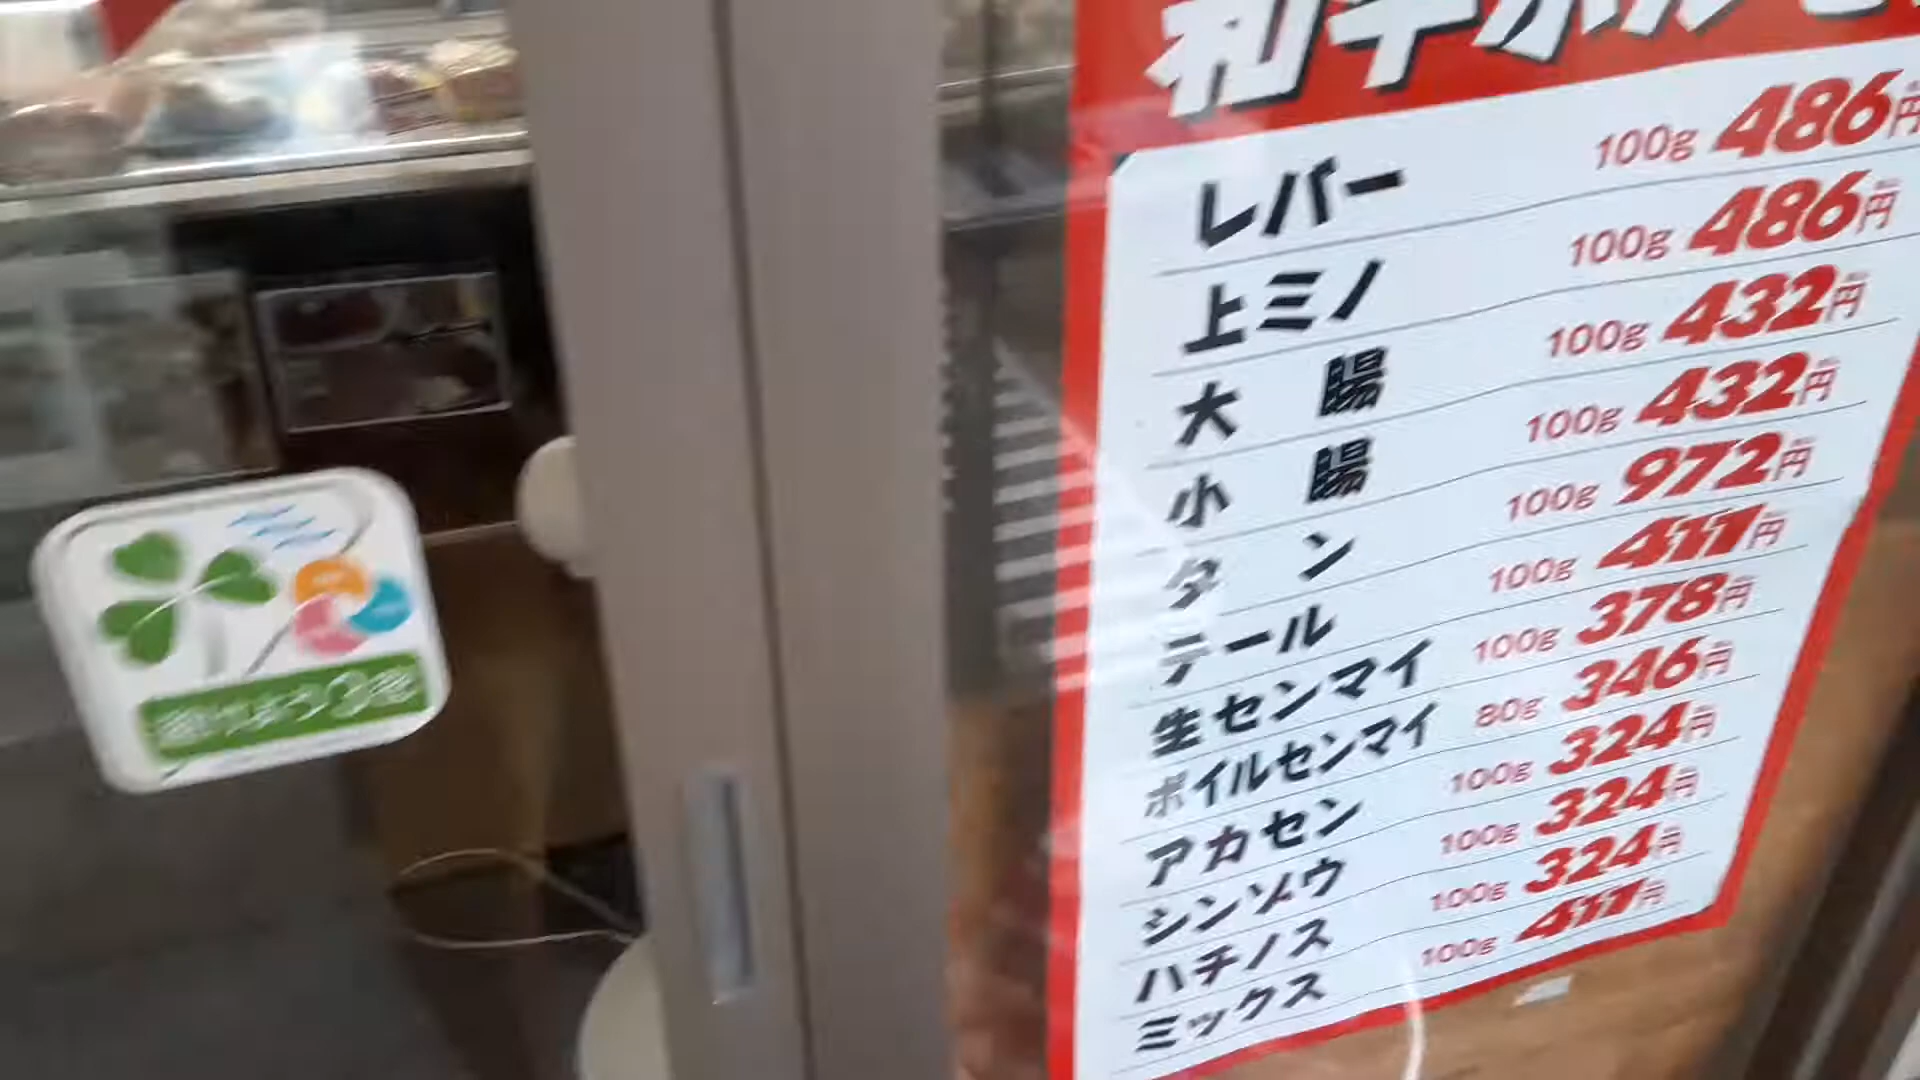 和牛ホルモ
レバー 100g 486円
上ミノ 100g 486円
大腸 100g 432円
小腸 100g 432円
タン 100g 972円
テール 100g 411円
生センマイ 100g 378円
ボイルセンマイ 80g 346円
アカセン 100g 324円
シンゾウ 100g 324円
ハチノス 100g 324円
ミックス 100g 411円